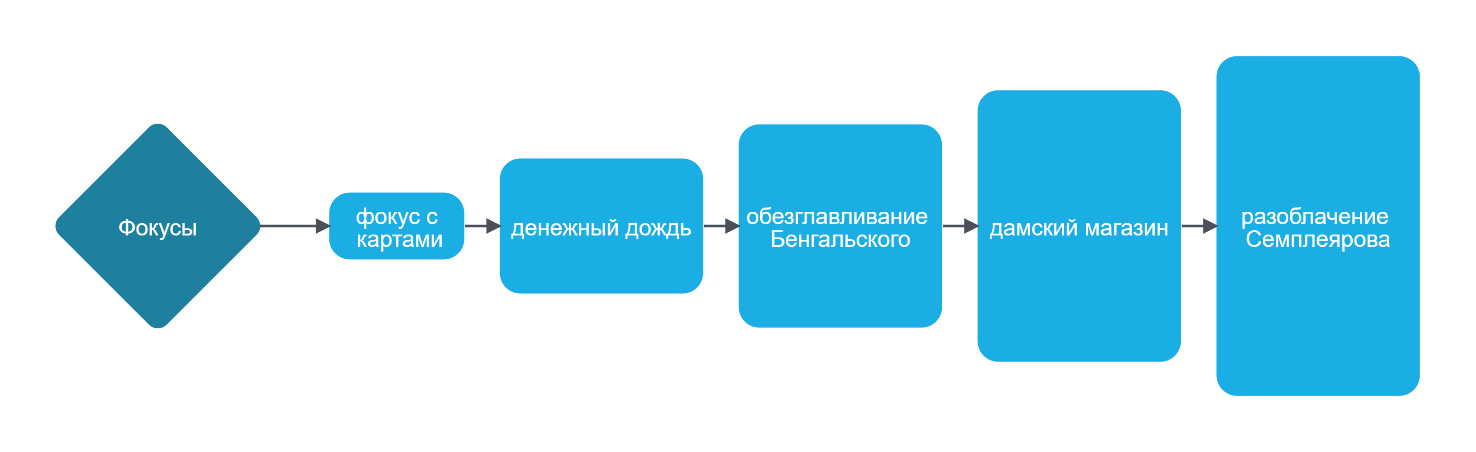 Фокусы
фокус с
картами
денежный дождь
обезглавливание
Бенгальского
дамский магазин
разоблачение
Семплеярова